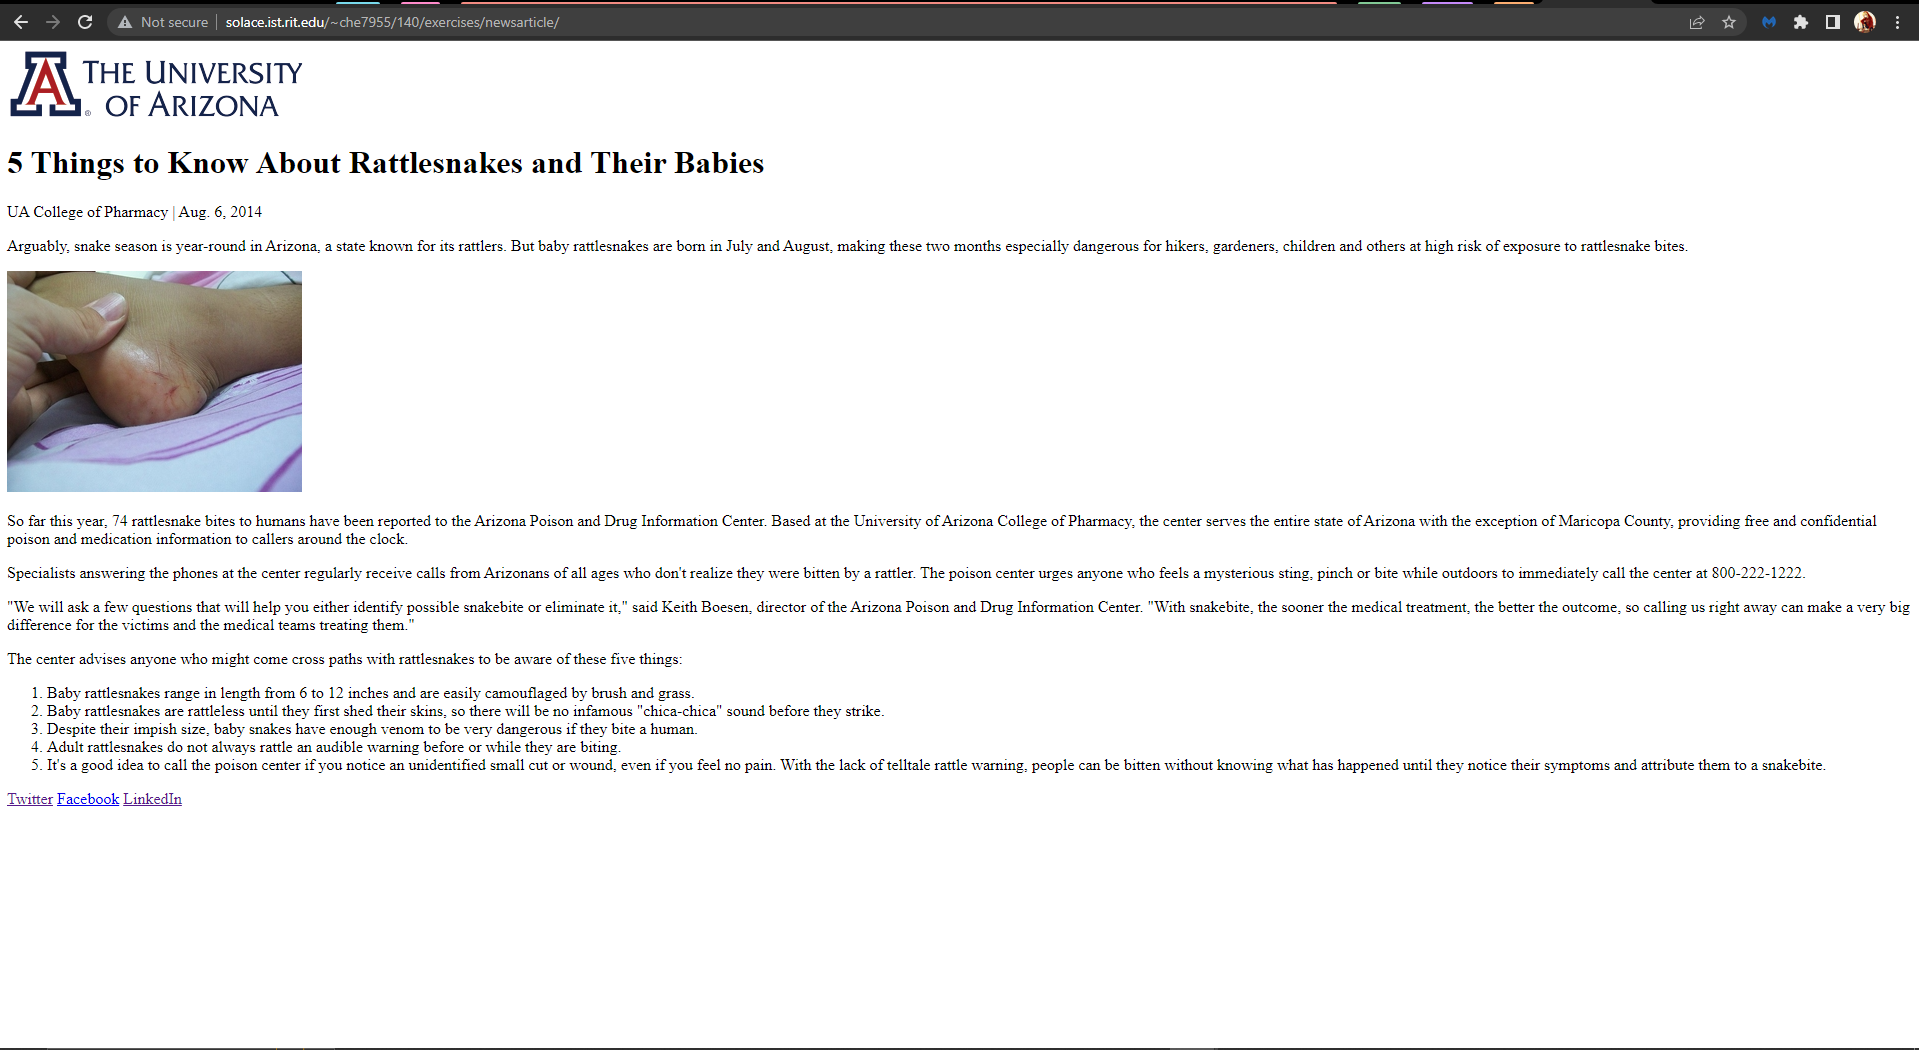 Not secure | solace.ist.rit.edu/~che7955/140/exercises/newsarticle/
A THE UNIVERSITY
® OF ARIZONA
5 Things to Know About Rattlesnakes and Their Babies
UA College of Pharmacy | Aug. 6, 2014
Arguably, snake season is year-round in Arizona, a state known for its rattlers. But baby rattlesnakes are born in July and August, making these two months especially dangerous for hikers, gardeners, children and others at high risk of exposure to rattlesnake bites.
So far this year, 74 rattlesnake bites to humans have been reported to the Arizona Poison and Drug Information Center. Based at the University of Arizona College of Pharmacy, the center serves the entire state of Arizona with the exception of Maricopa County, providing free and confidential
poison and medication information to callers around the clock.
Specialists answering the phones at the center regularly receive calls from Arizonans of all ages who don't realize they were bitten by a rattler. The poison center urges anyone who feels a mysterious sting, pinch or bite while outdoors to immediately call the center at 800-222-1222.
"We will ask a few questions that will help you either identify possible snakebite or eliminate it," said Keith Boesen, director of the Arizona Poison and Drug Information Center. "With snakebite, the sooner the medical treatment, the better the outcome, so calling us right away can make a very big
difference for the victims and the medical teams treating them."
The center advises anyone who might come cross paths with rattlesnakes to be aware of these five things:
1. Baby rattlesnakes range in length from 6 to 12 inches and are easily camouflaged by brush and grass.
2. Baby rattlesnakes are rattleless until they first shed their skins, so there will be no infamous "chica-chica" sound before they strike.
3. Despite their impish size, baby snakes have enough venom to be very dangerous if they bite a human.
4. Adult rattlesnakes do not always rattle an audible warning before or while they are biting.
5. It's a good idea to call the poison center if you notice an unidentified small cut or wound, even if you feel no pain. With the lack of telltale rattle warning, people can be bitten without knowing what has happened until they notice their symptoms and attribute them to a snakebite.
Twitter Facebook LinkedIn